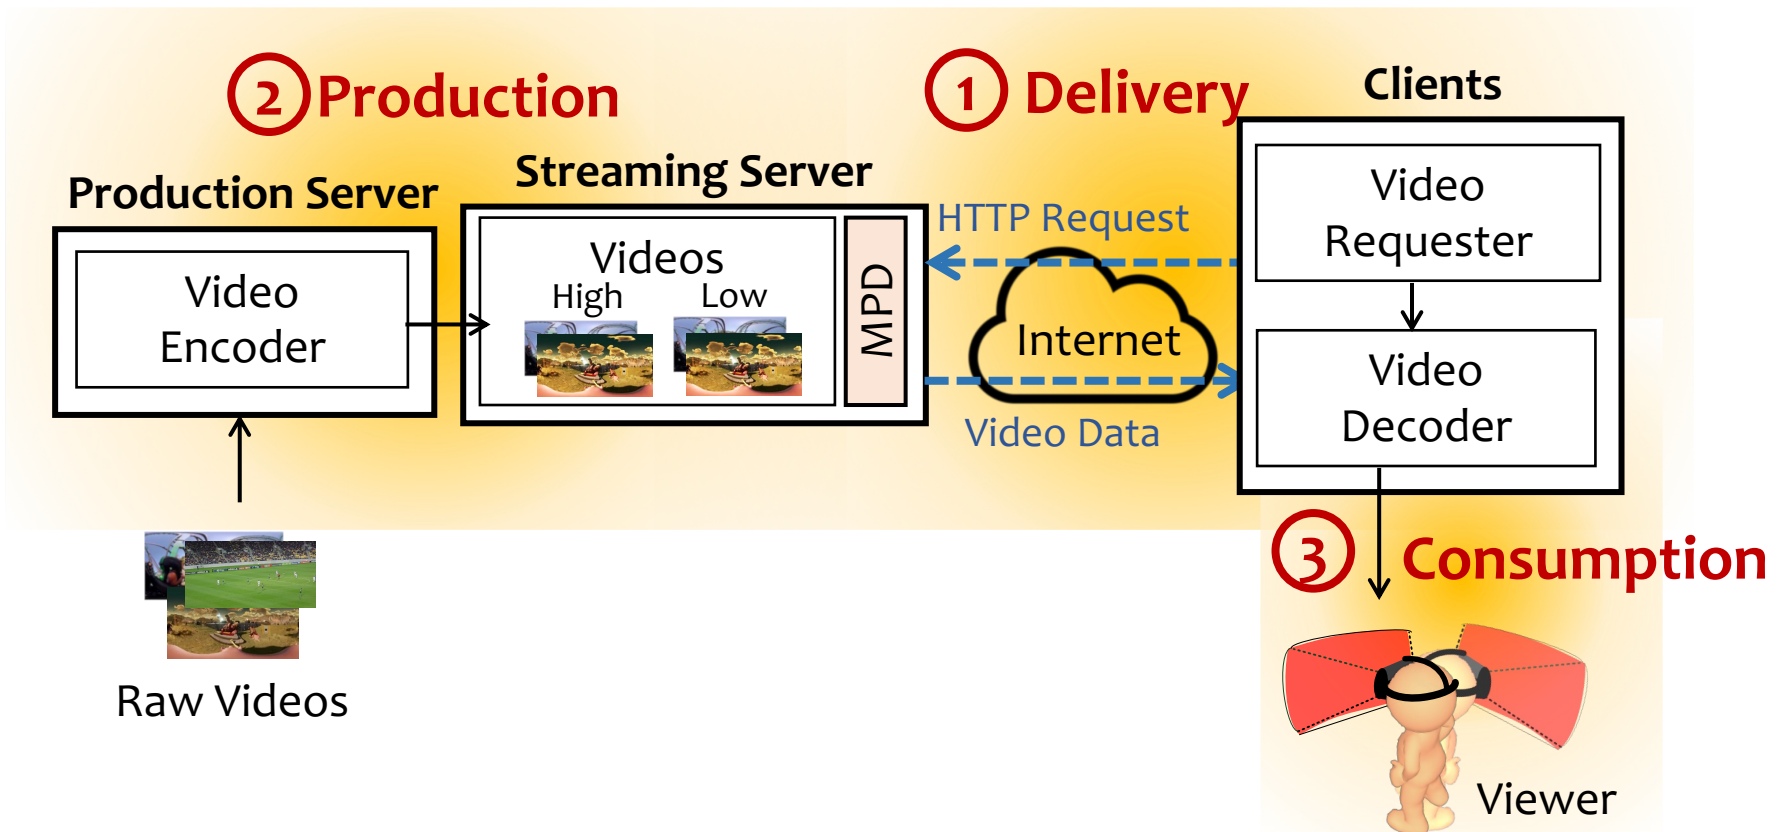 2 Production
1 Delivery
Clients
Production Server
Streaming Server
Video
Encoder
Videos
High
Low
MPD
HTTP Request
Internet
Video Data
Video
Requester
Video
Decoder
3 Consumption
Raw Videos
Viewer